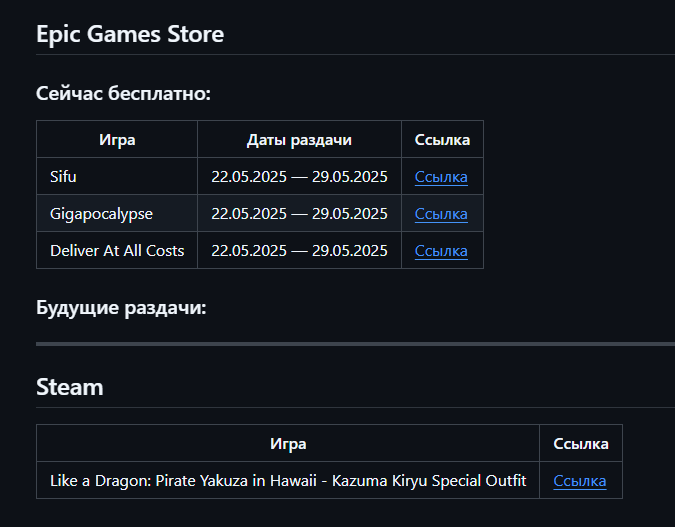 Epic Games Store
Сейчас бесплатно:
Игра Даты раздачи Ссылка
Sifu 22.05.2025 — 29.05.2025 Ссылка
Gigapocalypse 22.05.2025 — 29.05.2025 Ссылка
Deliver At All Costs 22.05.2025 — 29.05.2025 Ссылка
Будущие раздачи:
Steam
Игра Ссылка
Like a Dragon: Pirate Yakuza in Hawaii - Kazuma Kiryu Special Outfit Ссылка